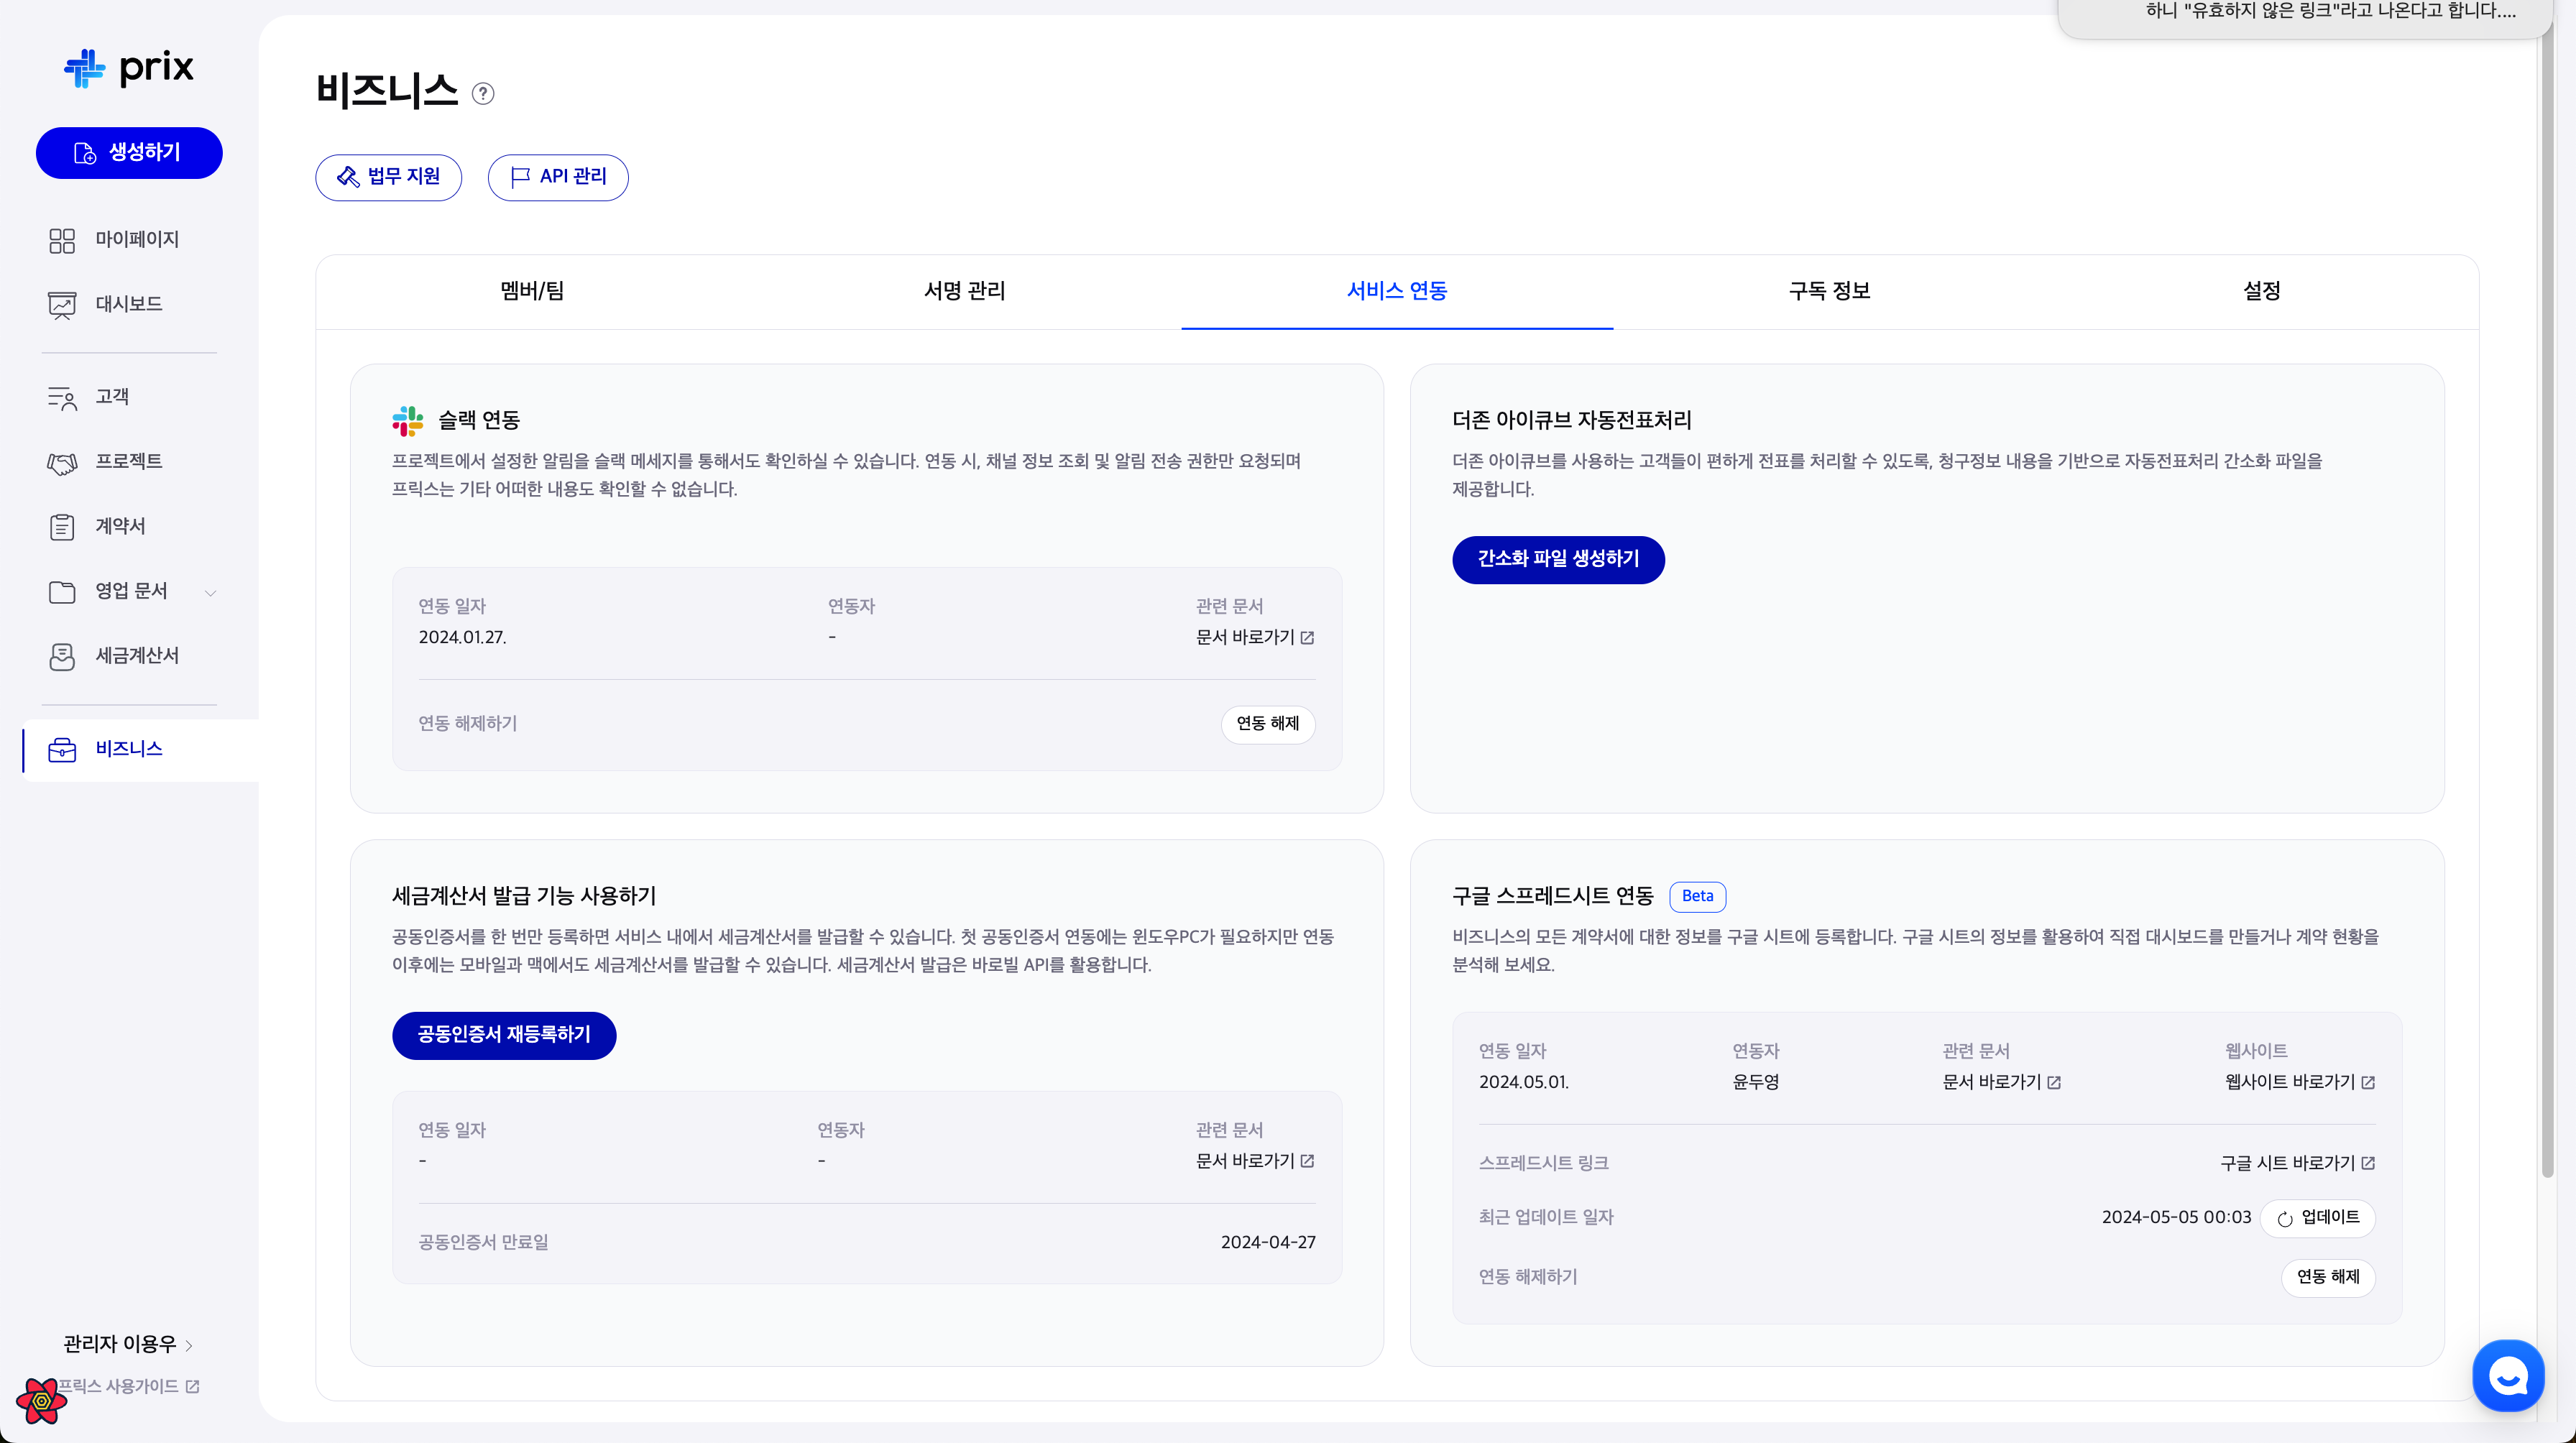 하니 "유효하지 않은 링크"라고 나온다고 합니다....
prix
생성하기
마이페이지
대시보드
고객
프로젝트
계약서
영업 문서
세금계산서
비즈니스
관리자 이용우
프릭스 사용가이드
비즈니스
?
법무 지원
API 관리
멤버/팀
서명 관리
서비스 연동
구독 정보
설정
슬랙 연동
프로젝트에서 설정한 알림을 슬랙 메세지를 통해서도 확인하실 수 있습니다. 연동 시, 채널 정보 조회 및 알림 전송 권한만 요청되며
프릭스는 기타 어떠한 내용도 확인할 수 없습니다.
연동 일자
연동자
관련 문서
2024.01.27.
-
문서 바로가기
연동 해제하기
연동 해제
더존 아이큐브 자동전표처리
더존 아이큐브를 사용하는 고객들이 편하게 전표를 처리할 수 있도록, 청구정보 내용을 기반으로 자동전표처리 간소화 파일을
제공합니다.
간소화 파일 생성하기
세금계산서 발급 기능 사용하기
공동인증서를 한 번만 등록하면 서비스 내에서 세금계산서를 발급할 수 있습니다. 첫 공동인증서 연동에는 윈도우PC가 필요하지만 연동
이후에는 모바일과 맥에서도 세금계산서를 발급할 수 있습니다. 세금계산서 발급은 바로빌 API를 활용합니다.
공동인증서 재등록하기
연동 일자
연동자
관련 문서
-
-
문서 바로가기
공동인증서 만료일
2024-04-27
구글 스프레드시트 연동
Beta
비즈니스의 모든 계약서에 대한 정보를 구글 시트에 등록합니다. 구글 시트의 정보를 활용하여 직접 대시보드를 만들거나 계약 현황을
분석해 보세요.
연동 일자
연동자
관련 문서
웹사이트
2024.05.01.
윤두영
문서 바로가기
웹사이트 바로가기
스프레드시트 링크
구글 시트 바로가기
최근 업데이트 일자
2024-05-05 00:03
업데이트
연동 해제하기
연동 해제